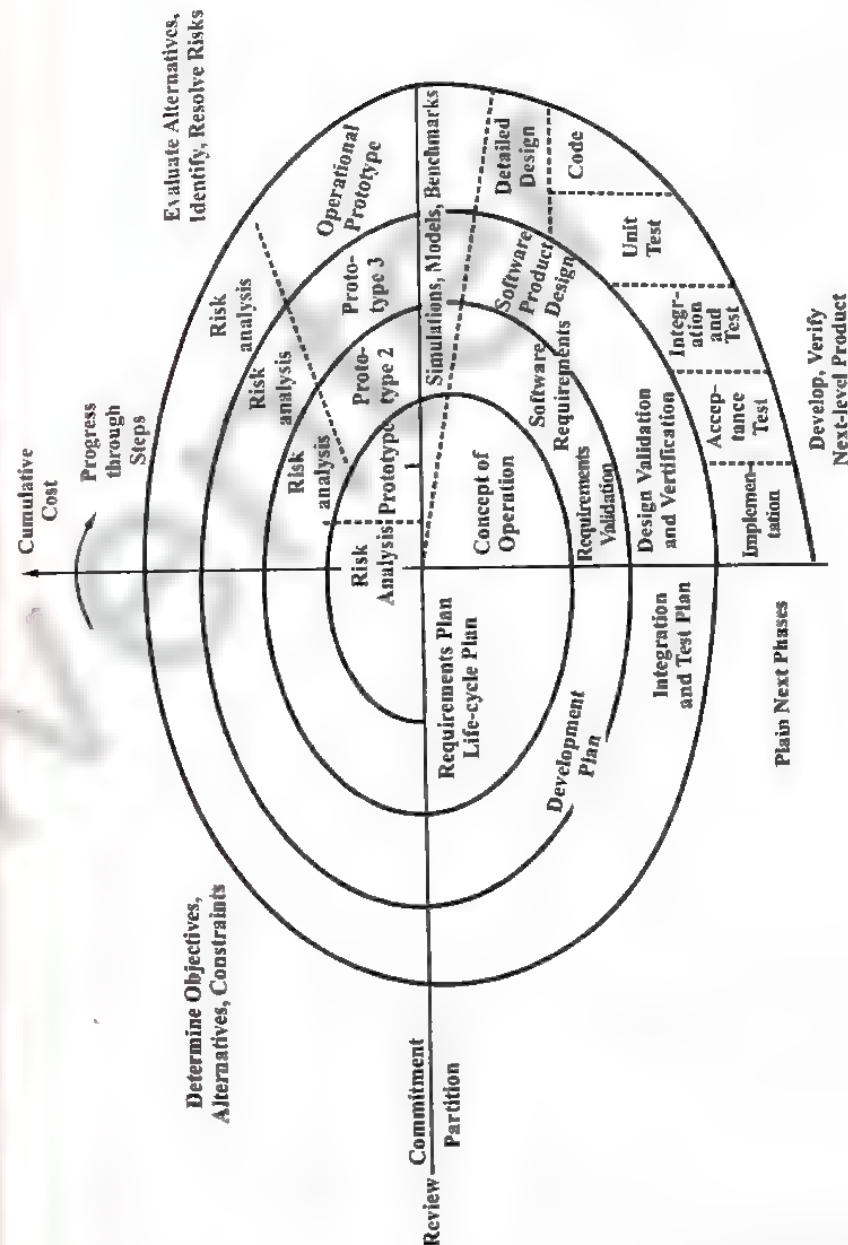 Cumulative
Cost
Progress
through
Steps
Evaluate Alternatives,
Identify, Resolve Risks
Determine Objectives,
Alternatives, Constraints
Risk
analysis
Risk
analysis
Risk
analysis
Risk
Analysis
Operational
Prototype
Proto-
type 3
Proto-
type 2
Prototype
1
Review
Commitment
Partition
Simulations, Models, Benchmarks
Requirements Plan
Life-cycle Plan
Concept of
Operation
Software
Requirements
Software
Product
Design
Detailed
Design
Code
Development
Plan
Requirements
Validation
Unit
Test
Integration
and Test Plan
Design Validation
and Vertification
Integr-
ation
and
Test
Accep-
tance
Test
Implemen-
tation
Plain Next Phases
Develop, Verify
Next-level Product